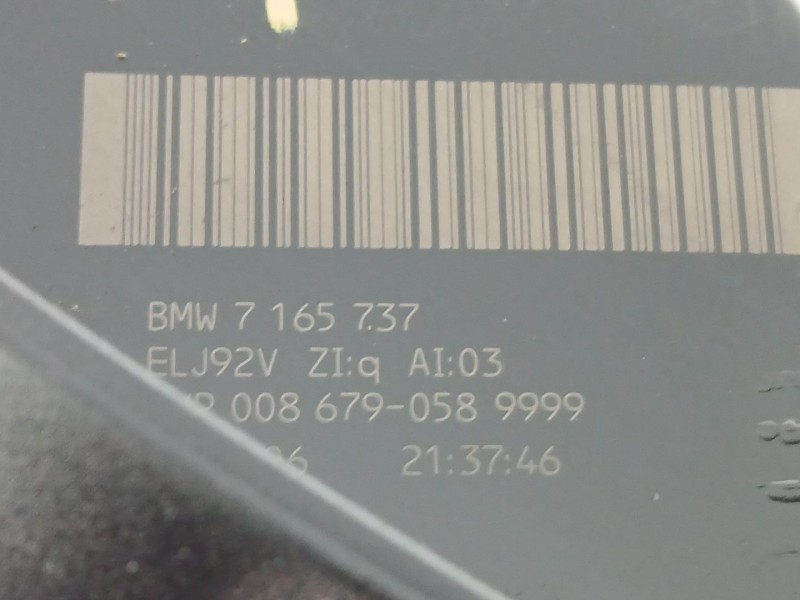 BMW 7 165 737
ELJ92V ZI:q AI:03
008 679-058 9999
21:37:46